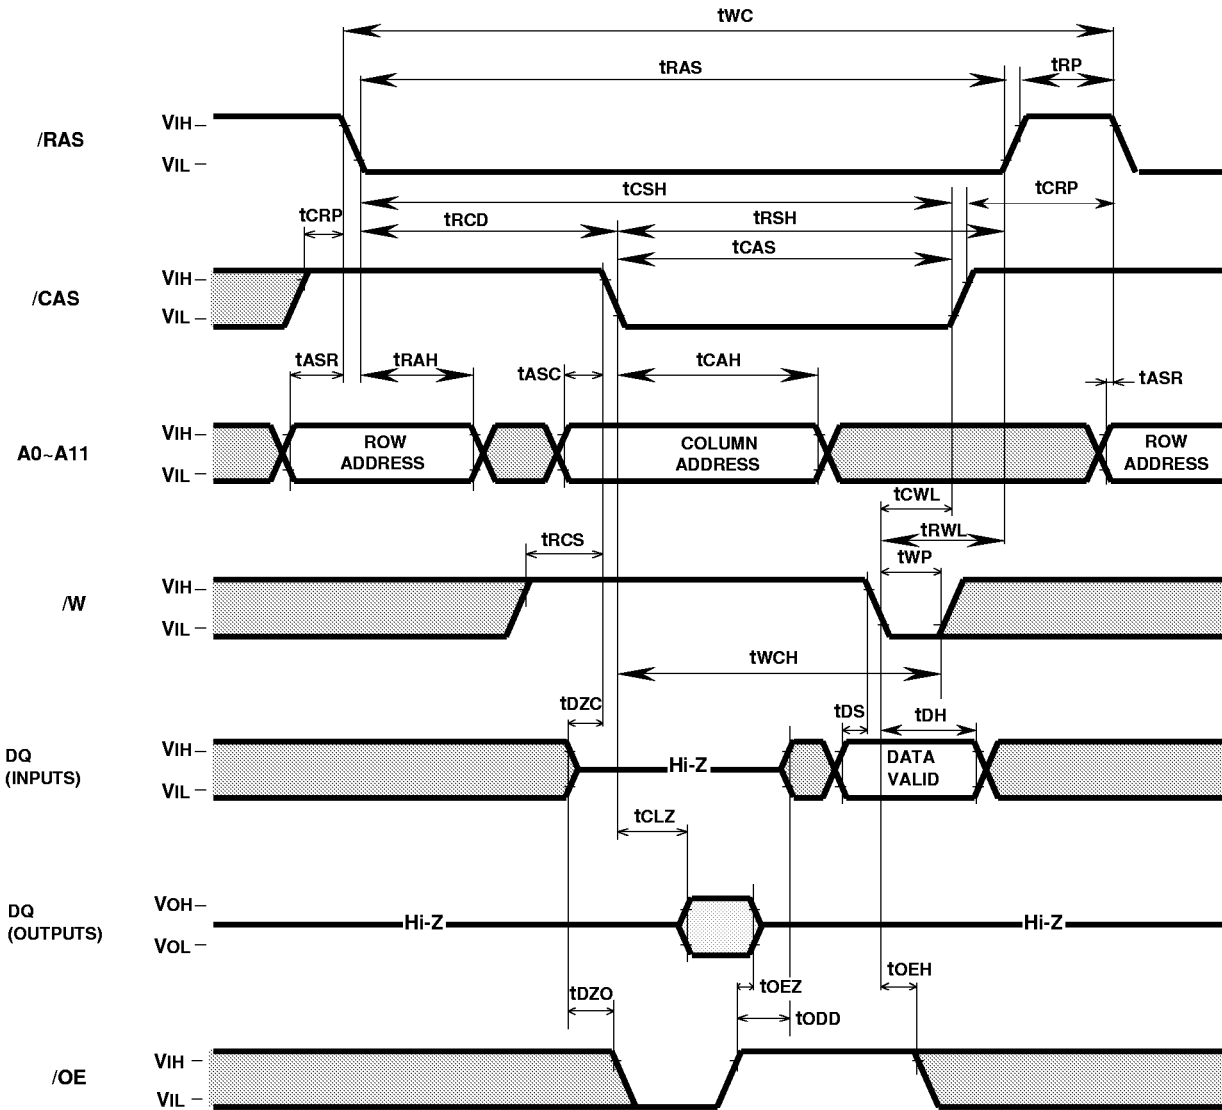 tWC
tRAS
tRP
/RAS
VIH
VIL
tCSH
tCRP
tCRP
tRCD
tRSH
tCAS
/CAS
VIH
VIL
tASR
tRAH
tASC
tCAH
tASR
A0~A11
VIH
VIL
ROW
ADDRESS
COLUMN
ADDRESS
ROW
ADDRESS
tCWL
tRWL
tRCS
tWP
/W
VIH
VIL
tWCH
tDZC
tDS
tDH
DQ
(INPUTS)
VIH
VIL
Hi-Z
DATA
VALID
tCLZ
DQ
(OUTPUTS)
VOH
VOL
Hi-Z
Hi-Z
tDZO
tOEZ
tOEH
tODD
/OE
VIH
VIL